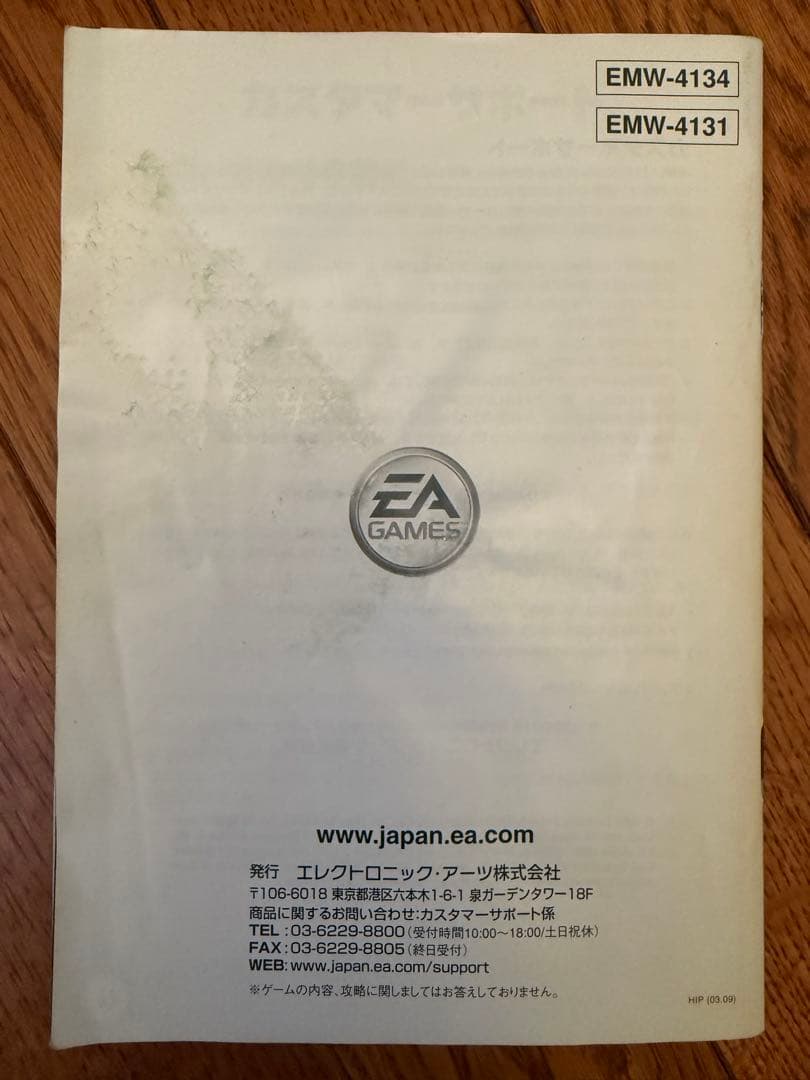 EMW-4134
EMW-4131
EA
GAMES
www.japan.ea.com
発行 エレクトロニック・アーツ株式会社
〒106-6018 東京都港区六本木1-6-1 泉ガーデンタワー18F
商品に関するお問い合わせ:カスタマーサポート係
TEL:03-6229-8800(受付時間10:00〜18:00/土日祝休)
FAX:03-6229-8805(終日受付)
WEB:www.japan.ea.com/support
※ゲームの内容、攻略に関しましてはお答えしておりません。
HIP (03.09)